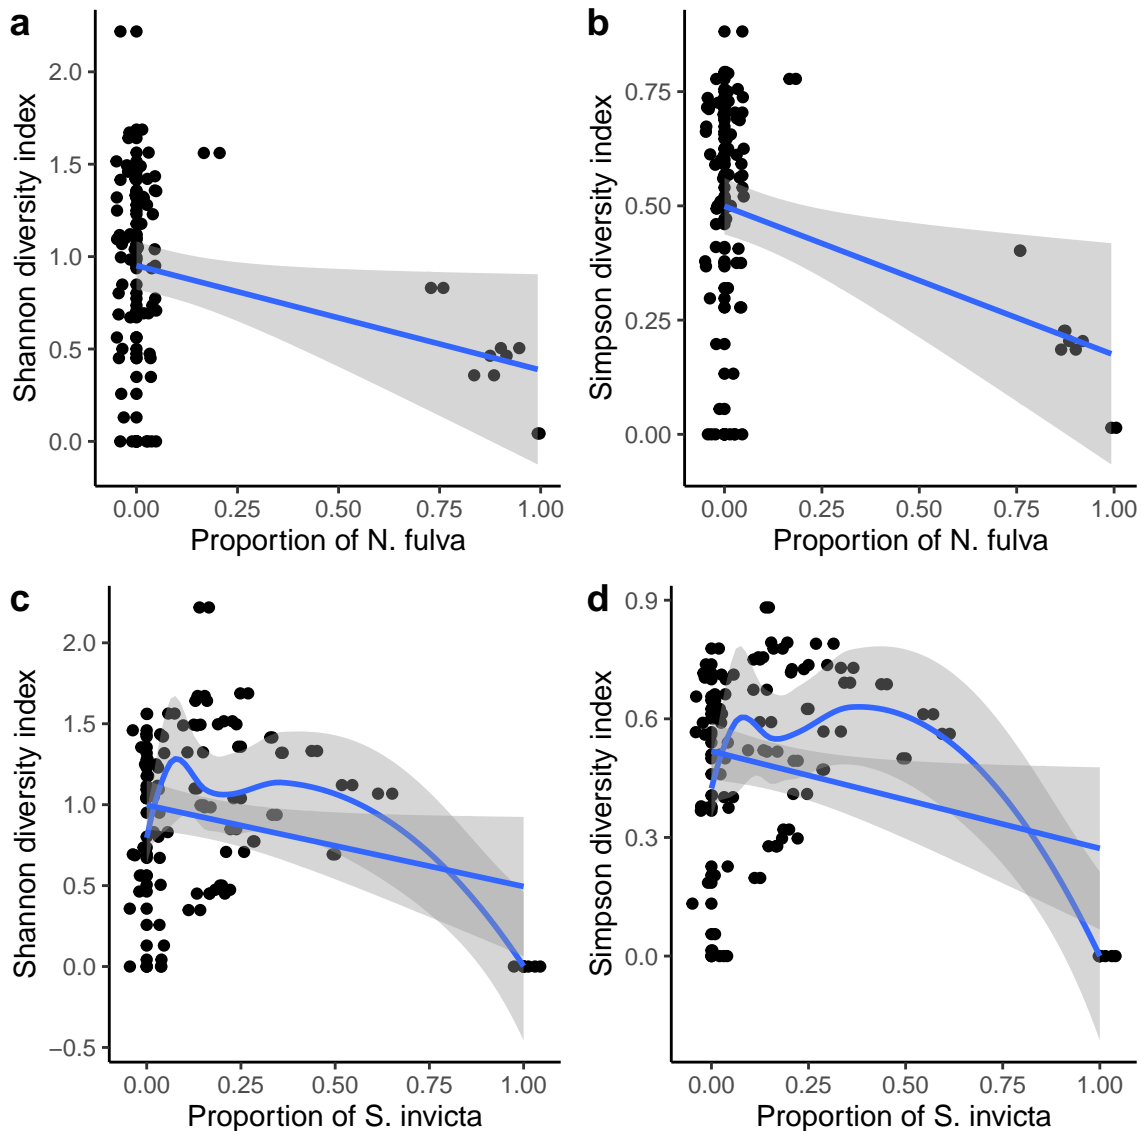 a
Shannon diversity index
2.0
1.5
1.0
0.5
0.0
0.00 0.25 0.50 0.75 1.00
Proportion of N. fulva
b
Simpson diversity index
0.75
0.50
0.25
0.00
0.00 0.25 0.50 0.75 1.00
Proportion of N. fulva
c
Shannon diversity index
2.0
1.5
1.0
0.5
0.0
−0.5
0.00 0.25 0.50 0.75 1.00
Proportion of S. invicta
d
Simpson diversity index
0.9
0.6
0.3
0.0
0.00 0.25 0.50 0.75 1.00
Proportion of S. invicta